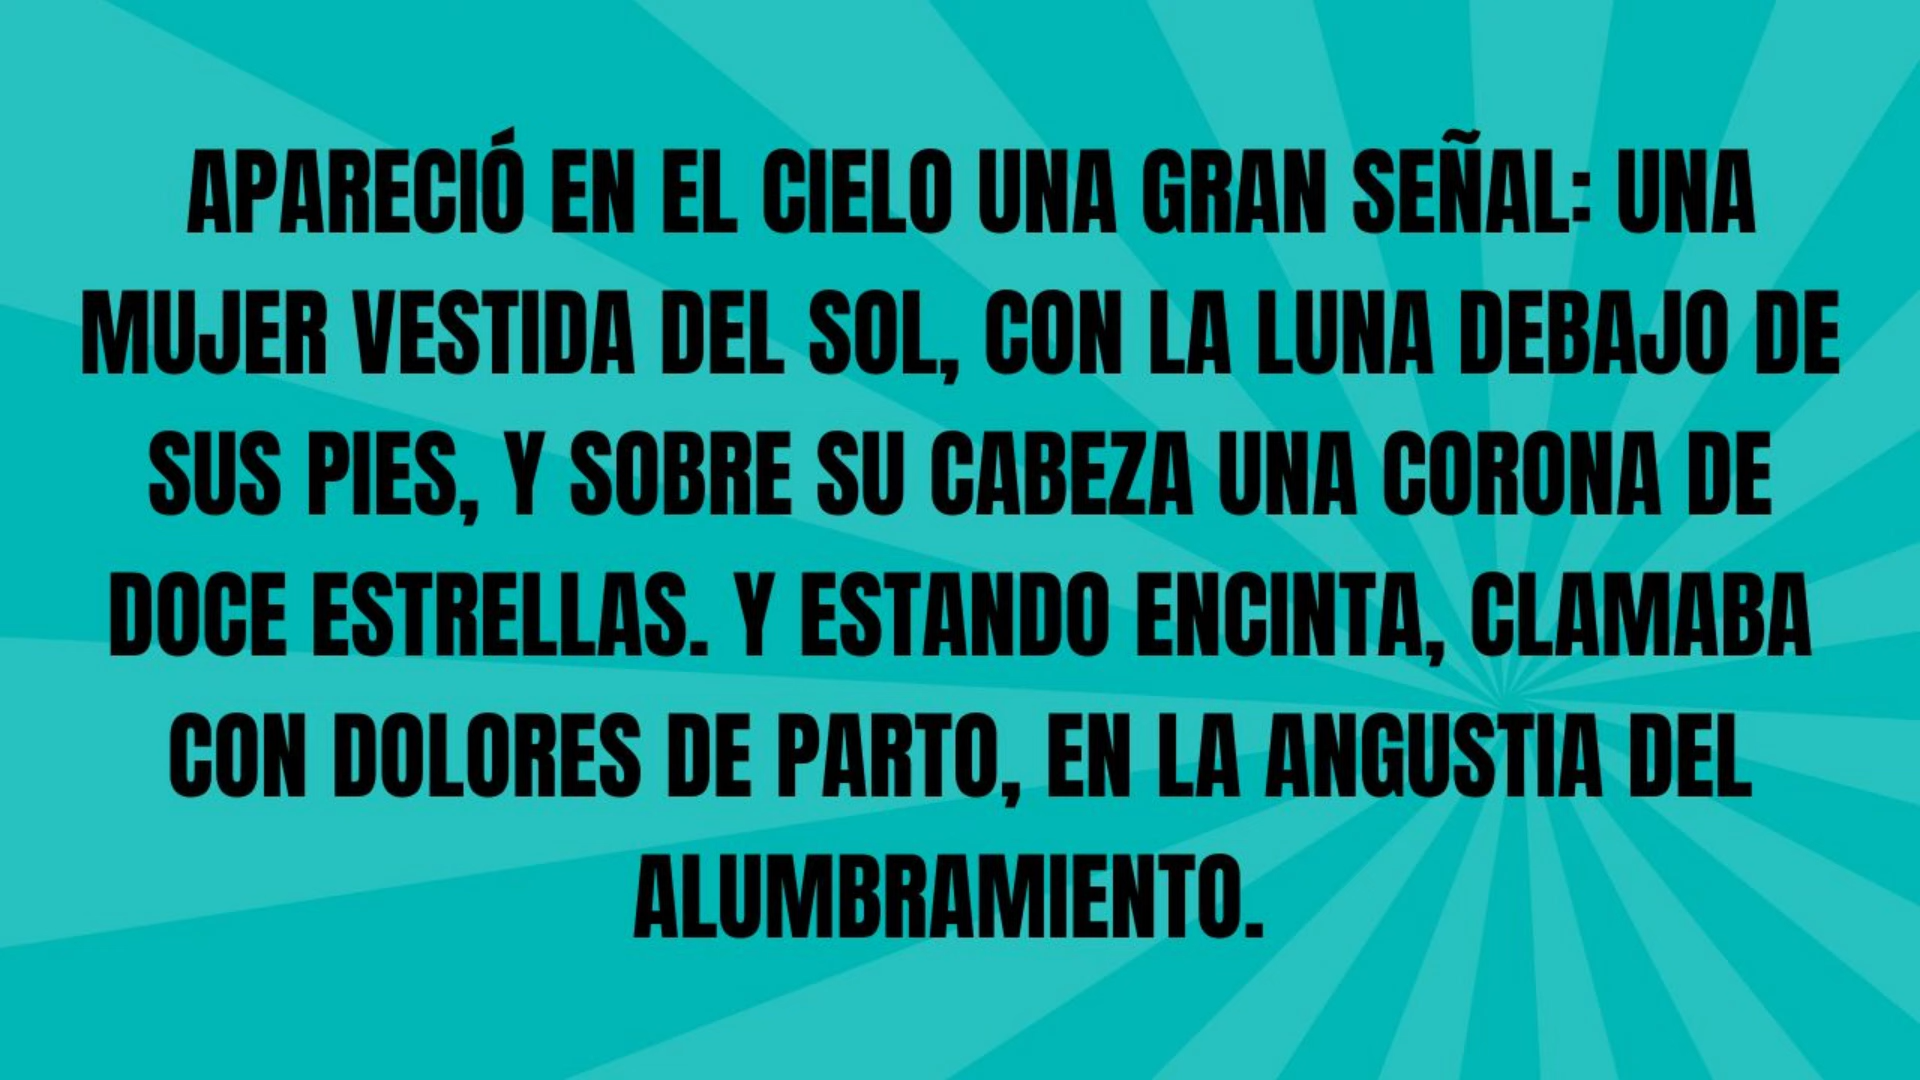 APARECIÓ EN EL CIELO UNA GRAN SEÑAL: UNA
MUJER VESTIDA DEL SOL, CON LA LUNA DEBAJO DE
SUS PIES, Y SOBRE SU CABEZA UNA CORONA DE
DOCE ESTRELLAS. Y ESTANDO ENCINTA, CLAMABA
CON DOLORES DE PARTO, EN LA ANGUSTIA DEL
ALUMBRAMIENTO.